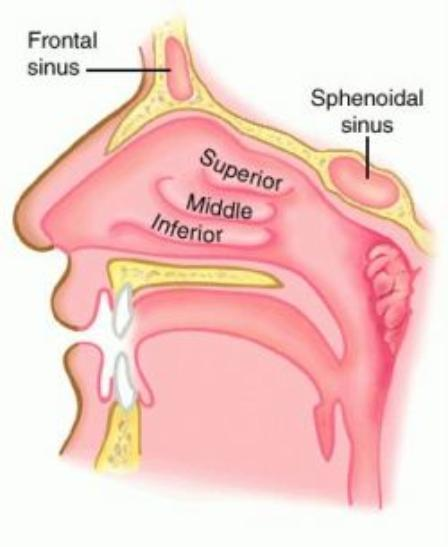 Frontal
sinus
Sphenoidal
sinus
Superior
Middle
Inferior